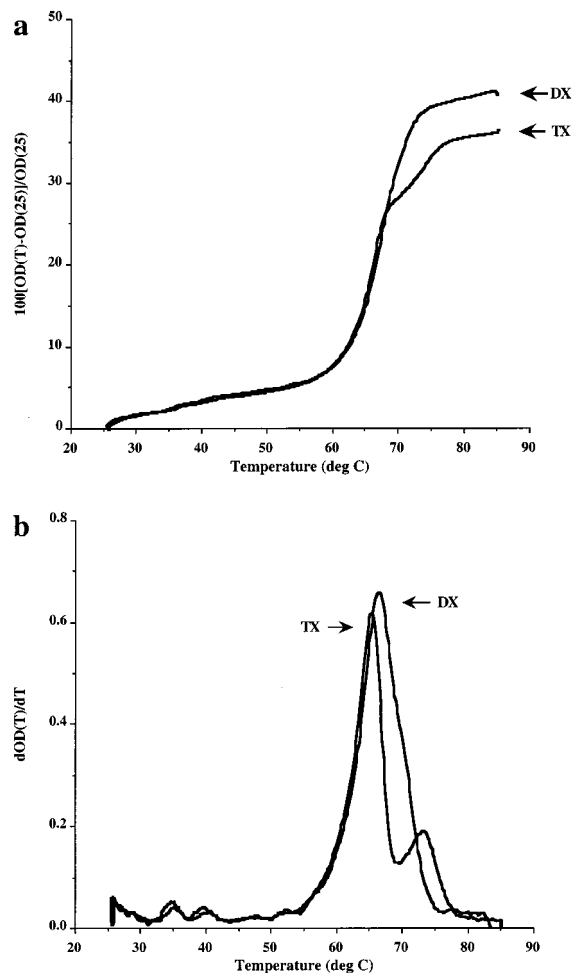 a
50
DX
40
TX
30
100[OD(T)-OD(25)]/OD(25)
20
10
0
20 30 40 50 60 70 80 90
Temperature (deg C)
b
0.8
DX
0.6
TX
dOD(T)/dT
0.4
0.2
0.0
20 30 40 50 60 70 80 90
Temperature (deg C)